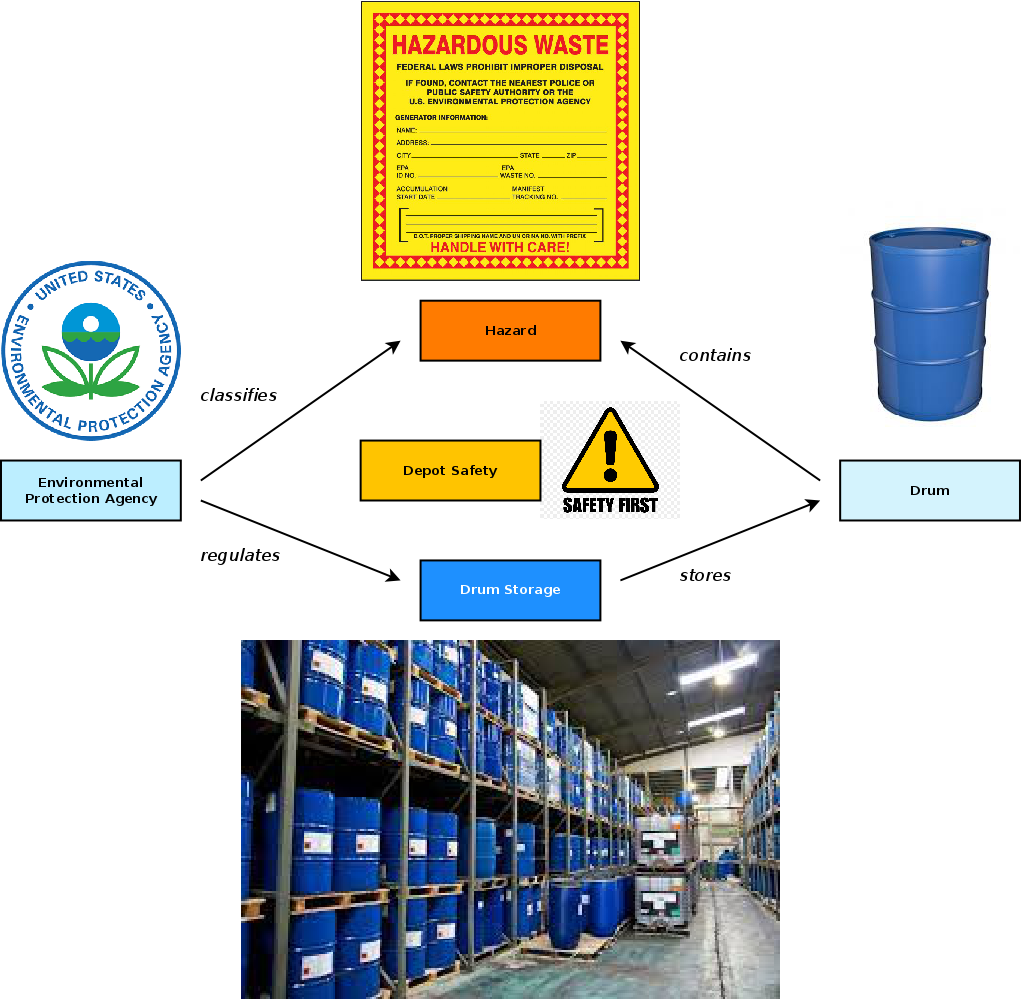 HAZARDOUS WASTE
FEDERAL LAWS PROHIBIT IMPROPER DISPOSAL
IF FOUND, CONTACT THE NEAREST POLICE OR
PUBLIC SAFETY AUTHORITY OR THE
U.S. ENVIRONMENTAL PROTECTION AGENCY
GENERATOR INFORMATION:
NAME:
ADDRESS:
CITY STATE ZIP
EPA EPA
ID NO. WASTE NO.
ACCUMULATION MANIFEST
START DATE TRACKING NO.
D.O.T. PROPER SHIPPING NAME AND UN OR NA NO. WITH PREFIX
HANDLE WITH CARE!
UNITED STATES
ENVIRONMENTAL PROTECTION AGENCY
Hazard
contains
classifies
Depot Safety
SAFETY FIRST
Environmental
Protection Agency
Drum
regulates
stores
Drum Storage